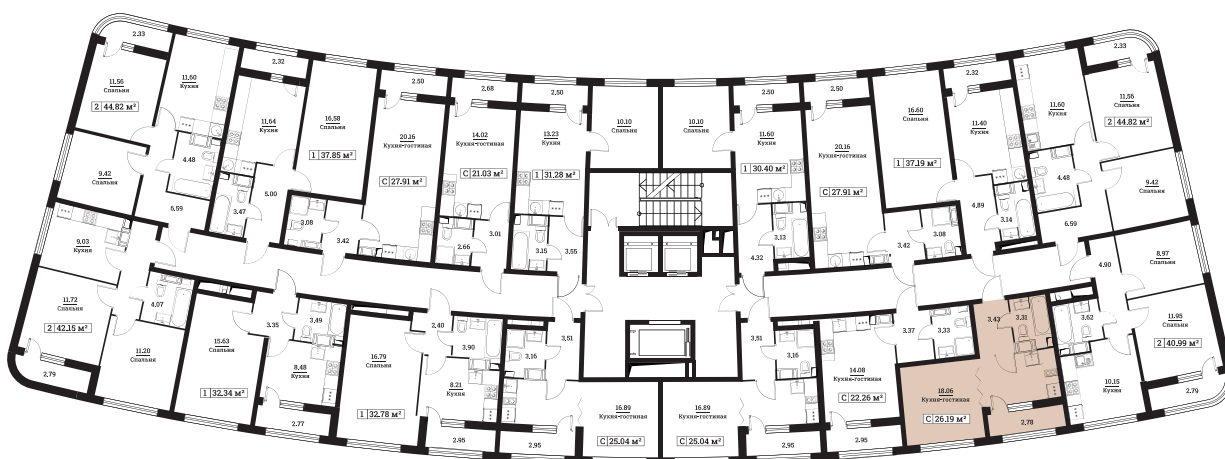 2.33
11.56
Спальня
2 | 44.82 м²
11.60
Кухня
2.32
11.64
Кухня
16.58
1 | 37.85 м²
2.50
20.16
Кухня-гостиная
С | 27.91 м²
2.68
14.02
Кухня-гостиная
С | 21.03 м²
2.50
13.23
Кухня
1 | 31.28 м²
10.10
Спальня
10.10
Спальня
2.50
11.60
Кухня
1 | 30.40 м²
2.50
20.16
Кухня-гостиная
С | 27.91 м²
16.60
Спальня
1 | 37.19 м²
2.32
11.40
Кухня
11.60
Кухня
2.33
11.56
Спальня
2 | 44.82 м²
9.42
Спальня
4.48
6.59
3.47
5.00
3.08
3.42
2.66
3.01
3.15
3.55
3.13
4.32
3.42
3.08
4.89
3.14
4.48
6.59
9.42
Спальня
9.03
Кухня
11.72
Спальня
2 | 42.15 м²
2.79
4.07
11.20
Спальня
15.63
Спальня
1 | 32.34 м²
3.35
3.49
8.48
Кухня
2.77
16.79
Спальня
1 | 32.78 м²
2.40
3.90
8.21
Кухня
2.95
3.16
3.51
16.89
Кухня-гостиная
С | 25.04 м²
2.95
3.51
3.16
16.89
Кухня-гостиная
С | 25.04 м²
2.95
14.08
Кухня-гостиная
С | 22.26 м²
2.95
3.37
3.33
3.43
3.31
18.06
Кухня-гостиная
С | 26.19 м²
2.78
3.62
4.90
10.15
Кухня
8.97
Спальня
11.95
Спальня
2 | 40.99 м²
2.79